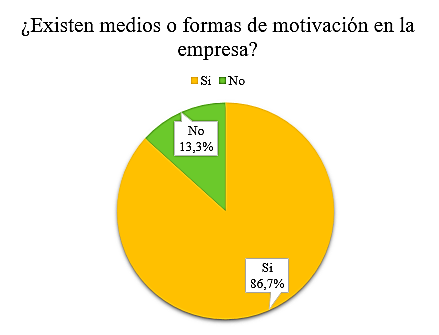 ¿Existen medios o formas de motivación en la
empresa?
Si No
No
13,3%
Si
86,7%